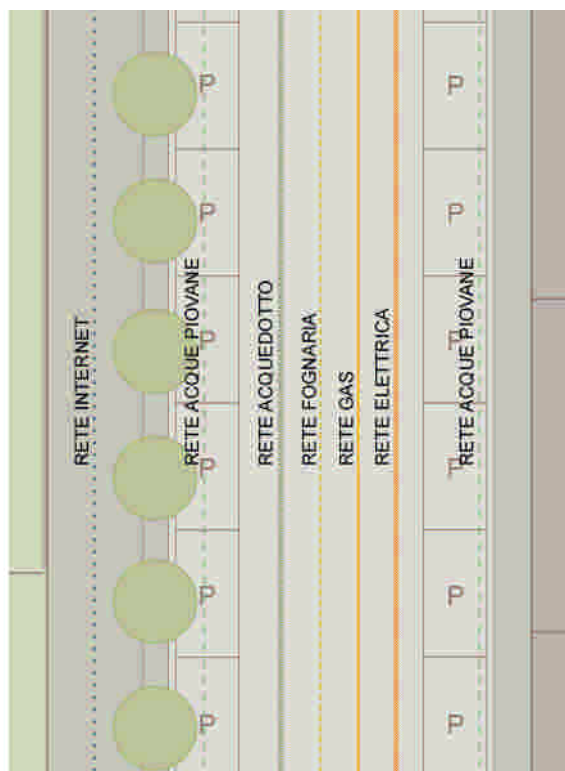 P
P
P
P
P
P
P
P
P
P
P
P
RETE INTERNET
RETE ACQUE PIOVANE
RETE ACQUEDOTTO
RETE FOGNARIA
RETE GAS
RETE ELETTRICA
RETE ACQUE PIOVANE